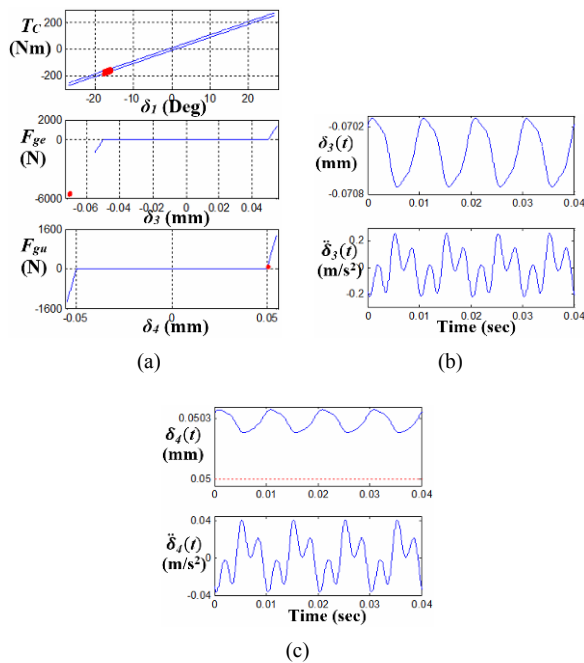 T_C
(Nm)
200
0
-200
-20 -10 0 10 20
δ_1 (Deg)
F_ge
(N)
2000
0
-6000
-0.06 -0.04 -0.02 0 0.02 0.04
δ_3 (mm)
F_gu
(N)
1600
0
-1600
-0.05 0 0.05
δ_4 (mm)
(a)
δ_3(t)
(mm)
-0.0702
-0.0708
0 0.01 0.02 0.03 0.04
δ̈_3(t)
(m/s²)
0.2
0
-0.2
0 0.01 0.02 0.03 0.04
Time (sec)
(b)
δ_4(t)
(mm)
0.0503
0.05
0 0.01 0.02 0.03 0.04
δ̈_4(t)
(m/s²)
0.04
0
-0.04
0 0.01 0.02 0.03 0.04
Time (sec)
(c)